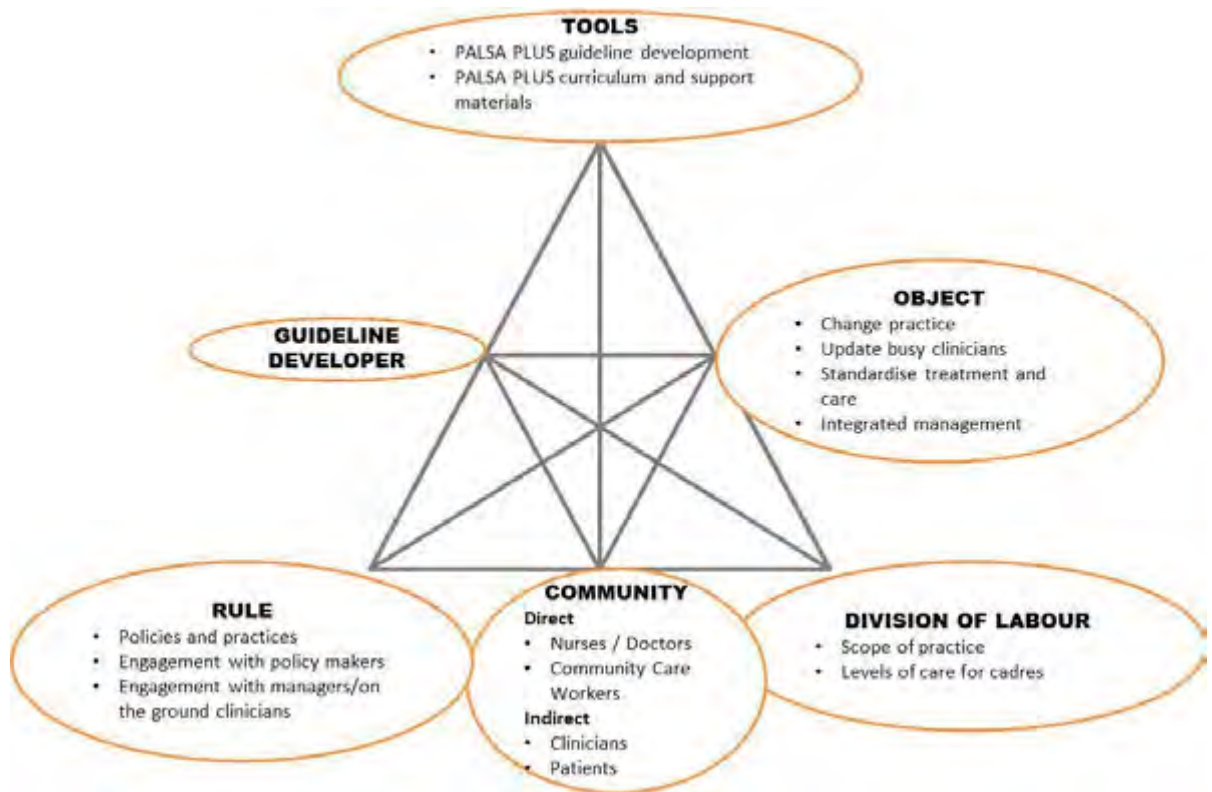 TOOLS
• PALSA PLUS guideline development
• PALSA PLUS curriculum and support
materials
GUIDELINE
DEVELOPER
OBJECT
• Change practice
• Update busy clinicians
• Standardise treatment and
care
• Integrated management
RULE
• Policies and practices
• Engagement with policy makers
• Engagement with managers/on
the ground clinicians
COMMUNITY
Direct
• Nurses / Doctors
• Community Care
Workers
Indirect
• Clinicians
• Patients
DIVISION OF LABOUR
• Scope of practice
• Levels of care for cadres